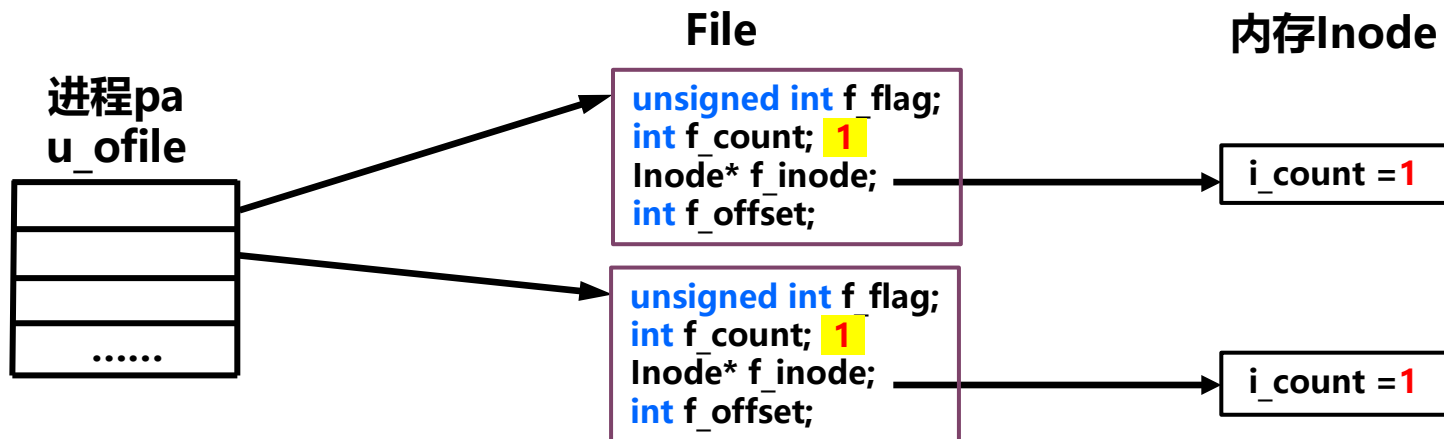 File
内存Inode
进程pa
u_ofile
......
unsigned int f_flag;
int f_count; 1
Inode* f_inode;
int f_offset;
i_count =1
unsigned int f_flag;
int f_count; 1
Inode* f_inode;
int f_offset;
i_count =1